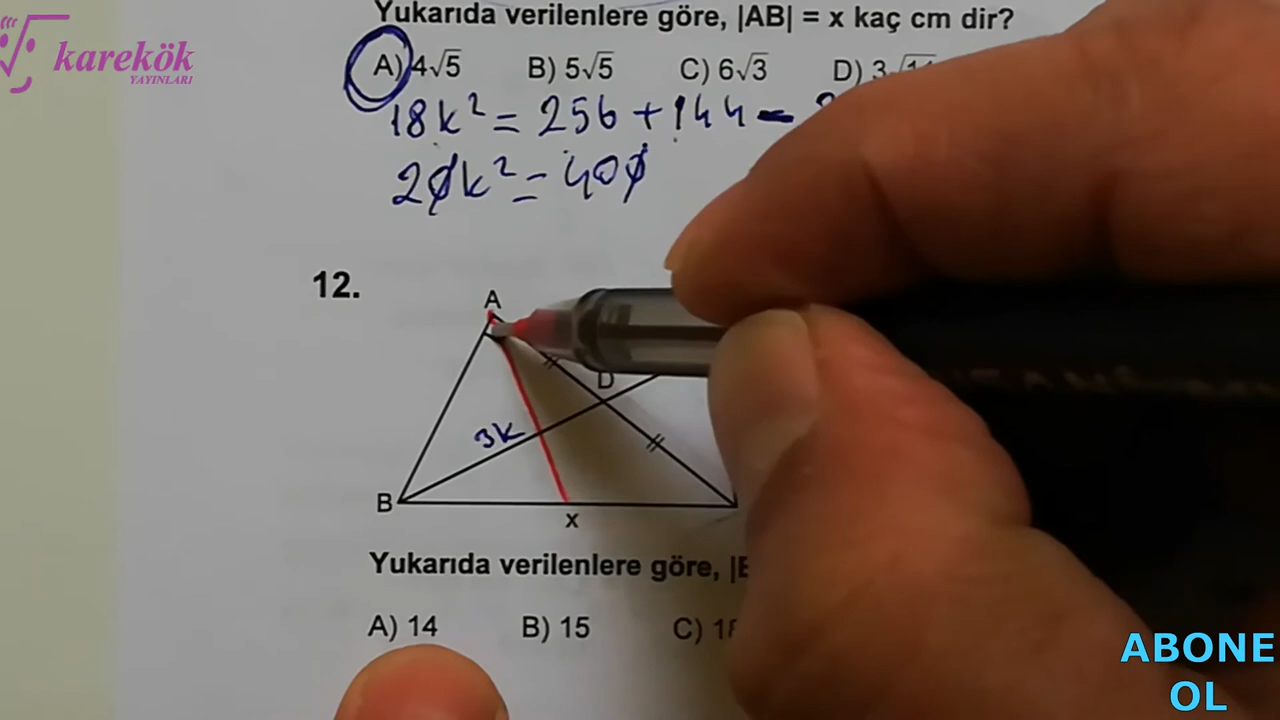 karekök
YAYINLARI
Yukarıda verilenlere göre, |AB| = x kaç cm dir?
A) 4√5 B) 5√5 C) 6√3 D) 3
18k² = 256 + 144 -
20k² = 400
12.
A
D
3k
B
x
Yukarıda verilenlere göre,
A) 14 B) 15 C)
ABONE
OL